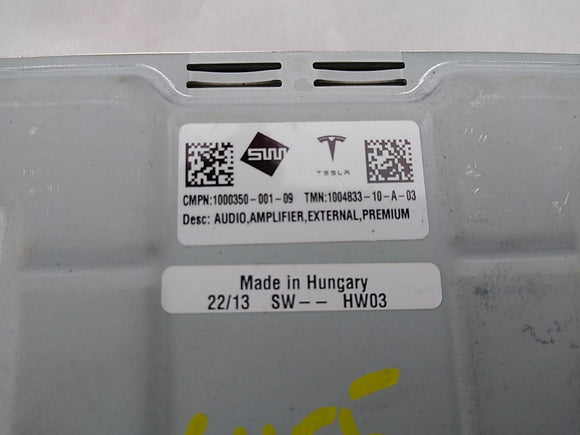 SW
TESLA
CMPN:1000350-001-09 TMN:1004833-10-A-03
Desc: AUDIO,AMPLIFIER,EXTERNAL,PREMIUM
Made in Hungary
22/13 SW-- HW03